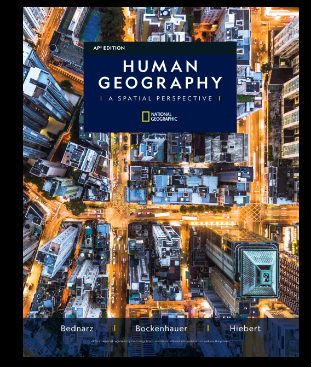 AP® EDITION
HUMAN
GEOGRAPHY
| A SPATIAL PERSPECTIVE |
NATIONAL
GEOGRAPHIC
Bednarz | Bockenhauer | Hiebert